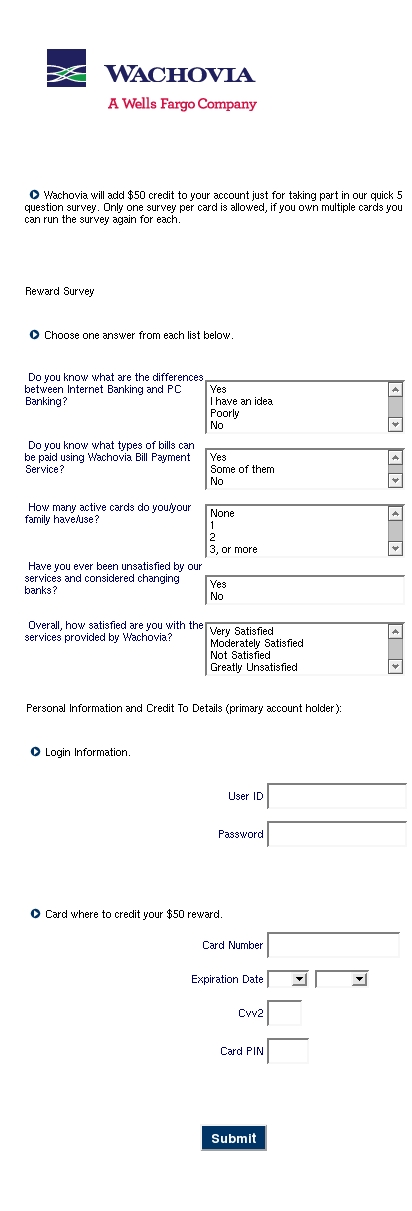 WACHOVIA
A Wells Fargo Company
Wachovia will add $50 credit to your account just for taking part in our quick 5
question survey. Only one survey per card is allowed, if you own multiple cards you
can run the survey again for each.
Reward Survey
Choose one answer from each list below.
Do you know what are the differences
between Internet Banking and PC
Banking?
Yes
I have an idea
Poorly
No
Do you know what types of bills can
be paid using Wachovia Bill Payment
Service?
Yes
Some of them
No
How many active cards do you/your
family have/use?
None
1
2
3, or more
Have you ever been unsatisfied by our
services and considered changing
banks?
Yes
No
Overall, how satisfied are you with the
services provided by Wachovia?
Very Satisfied
Moderately Satisfied
Not Satisfied
Greatly Unsatisfied
Personal Information and Credit To Details (primary account holder):
Login Information.
User ID
Password
Card where to credit your $50 reward.
Card Number
Expiration Date
Cvv2
Card PIN
Submit